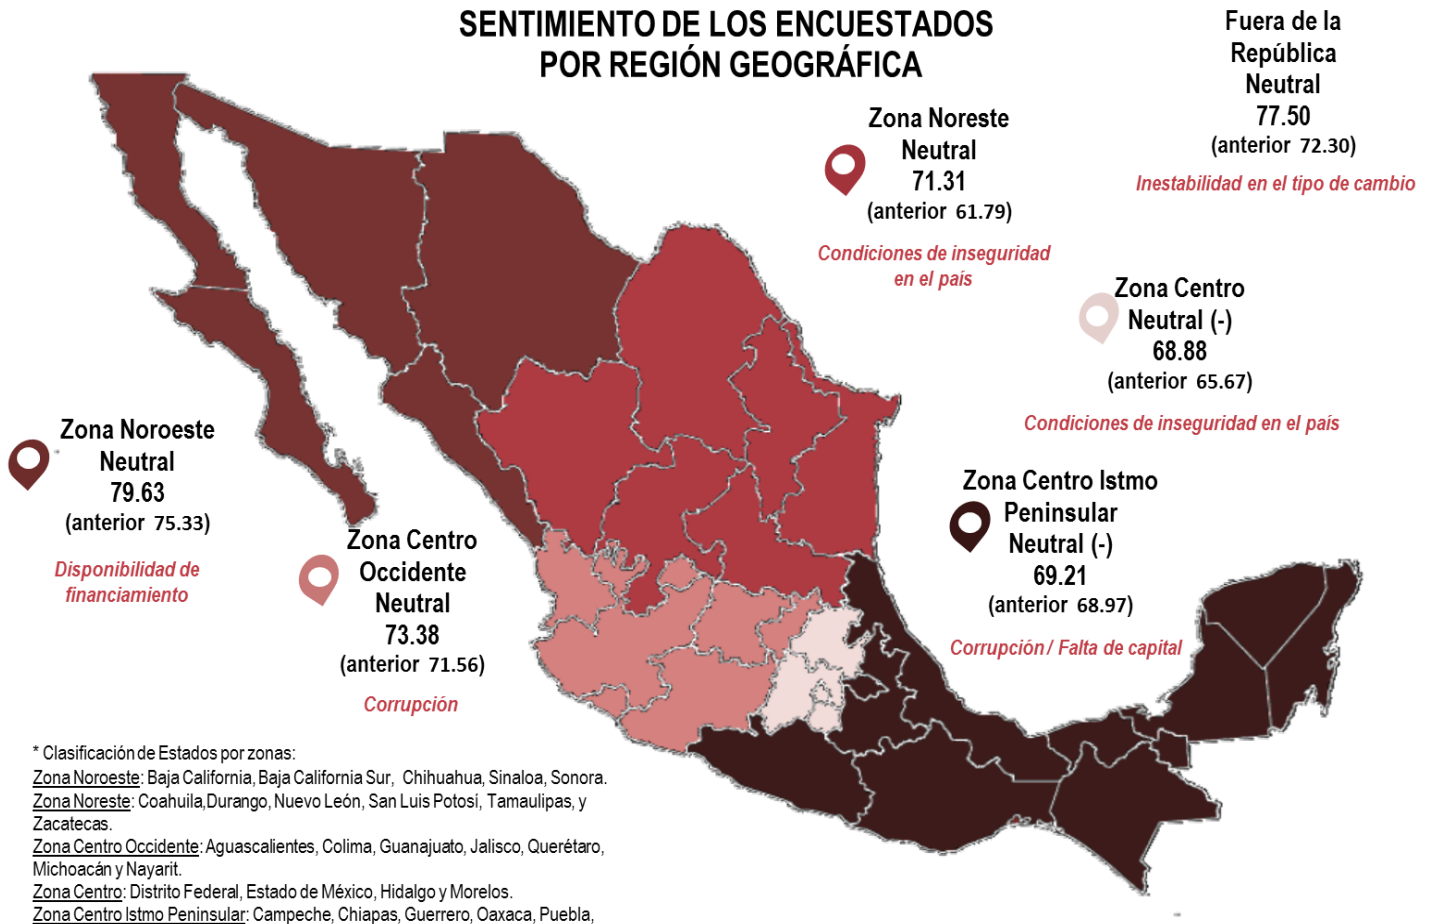 SENTIMIENTO DE LOS ENCUESTADOS
POR REGIÓN GEOGRÁFICA
Fuera de la
República
Neutral
77.50
(anterior 72.30)
Inestabilidad en el tipo de cambio
Zona Noreste
Neutral
71.31
(anterior 61.79)
Condiciones de inseguridad
en el país
Zona Centro
Neutral (-)
68.88
(anterior 65.67)
Condiciones de inseguridad en el país
Zona Noroeste
Neutral
79.63
(anterior 75.33)
Disponibilidad de
financiamiento
Zona Centro
Occidente
Neutral
73.38
(anterior 71.56)
Corrupción
Zona Centro Istmo
Peninsular
Neutral (-)
69.21
(anterior 68.97)
Corrupción / Falta de capital
* Clasificación de Estados por zonas:
Zona Noroeste: Baja California, Baja California Sur, Chihuahua, Sinaloa, Sonora.
Zona Noreste: Coahuila,Durango, Nuevo León, San Luis Potosí, Tamaulipas, y
Zacatecas.
Zona Centro Occidente: Aguascalientes, Colima, Guanajuato, Jalisco, Querétaro,
Michoacán y Nayarit.
Zona Centro: Distrito Federal, Estado de México, Hidalgo y Morelos.
Zona Centro Istmo Peninsular: Campeche, Chiapas, Guerrero, Oaxaca, Puebla,